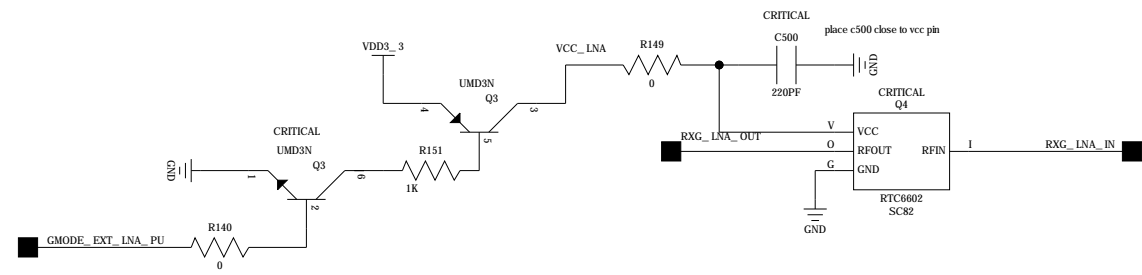 CRITICAL
C500
place c500 close to vcc pin
220PF
GND
VDD3_3
VCC_LNA
R149
0
UMD3N
Q3
4
3
5
CRITICAL
UMD3N
Q3
GND
1
6
2
R151
1K
GMODE_EXT_LNA_PU
R140
0
CRITICAL
Q4
RXG_LNA_OUT
V
VCC
O
RFOUT
G
GND
RFIN
I
RXG_LNA_IN
RTC6602
SC82
GND